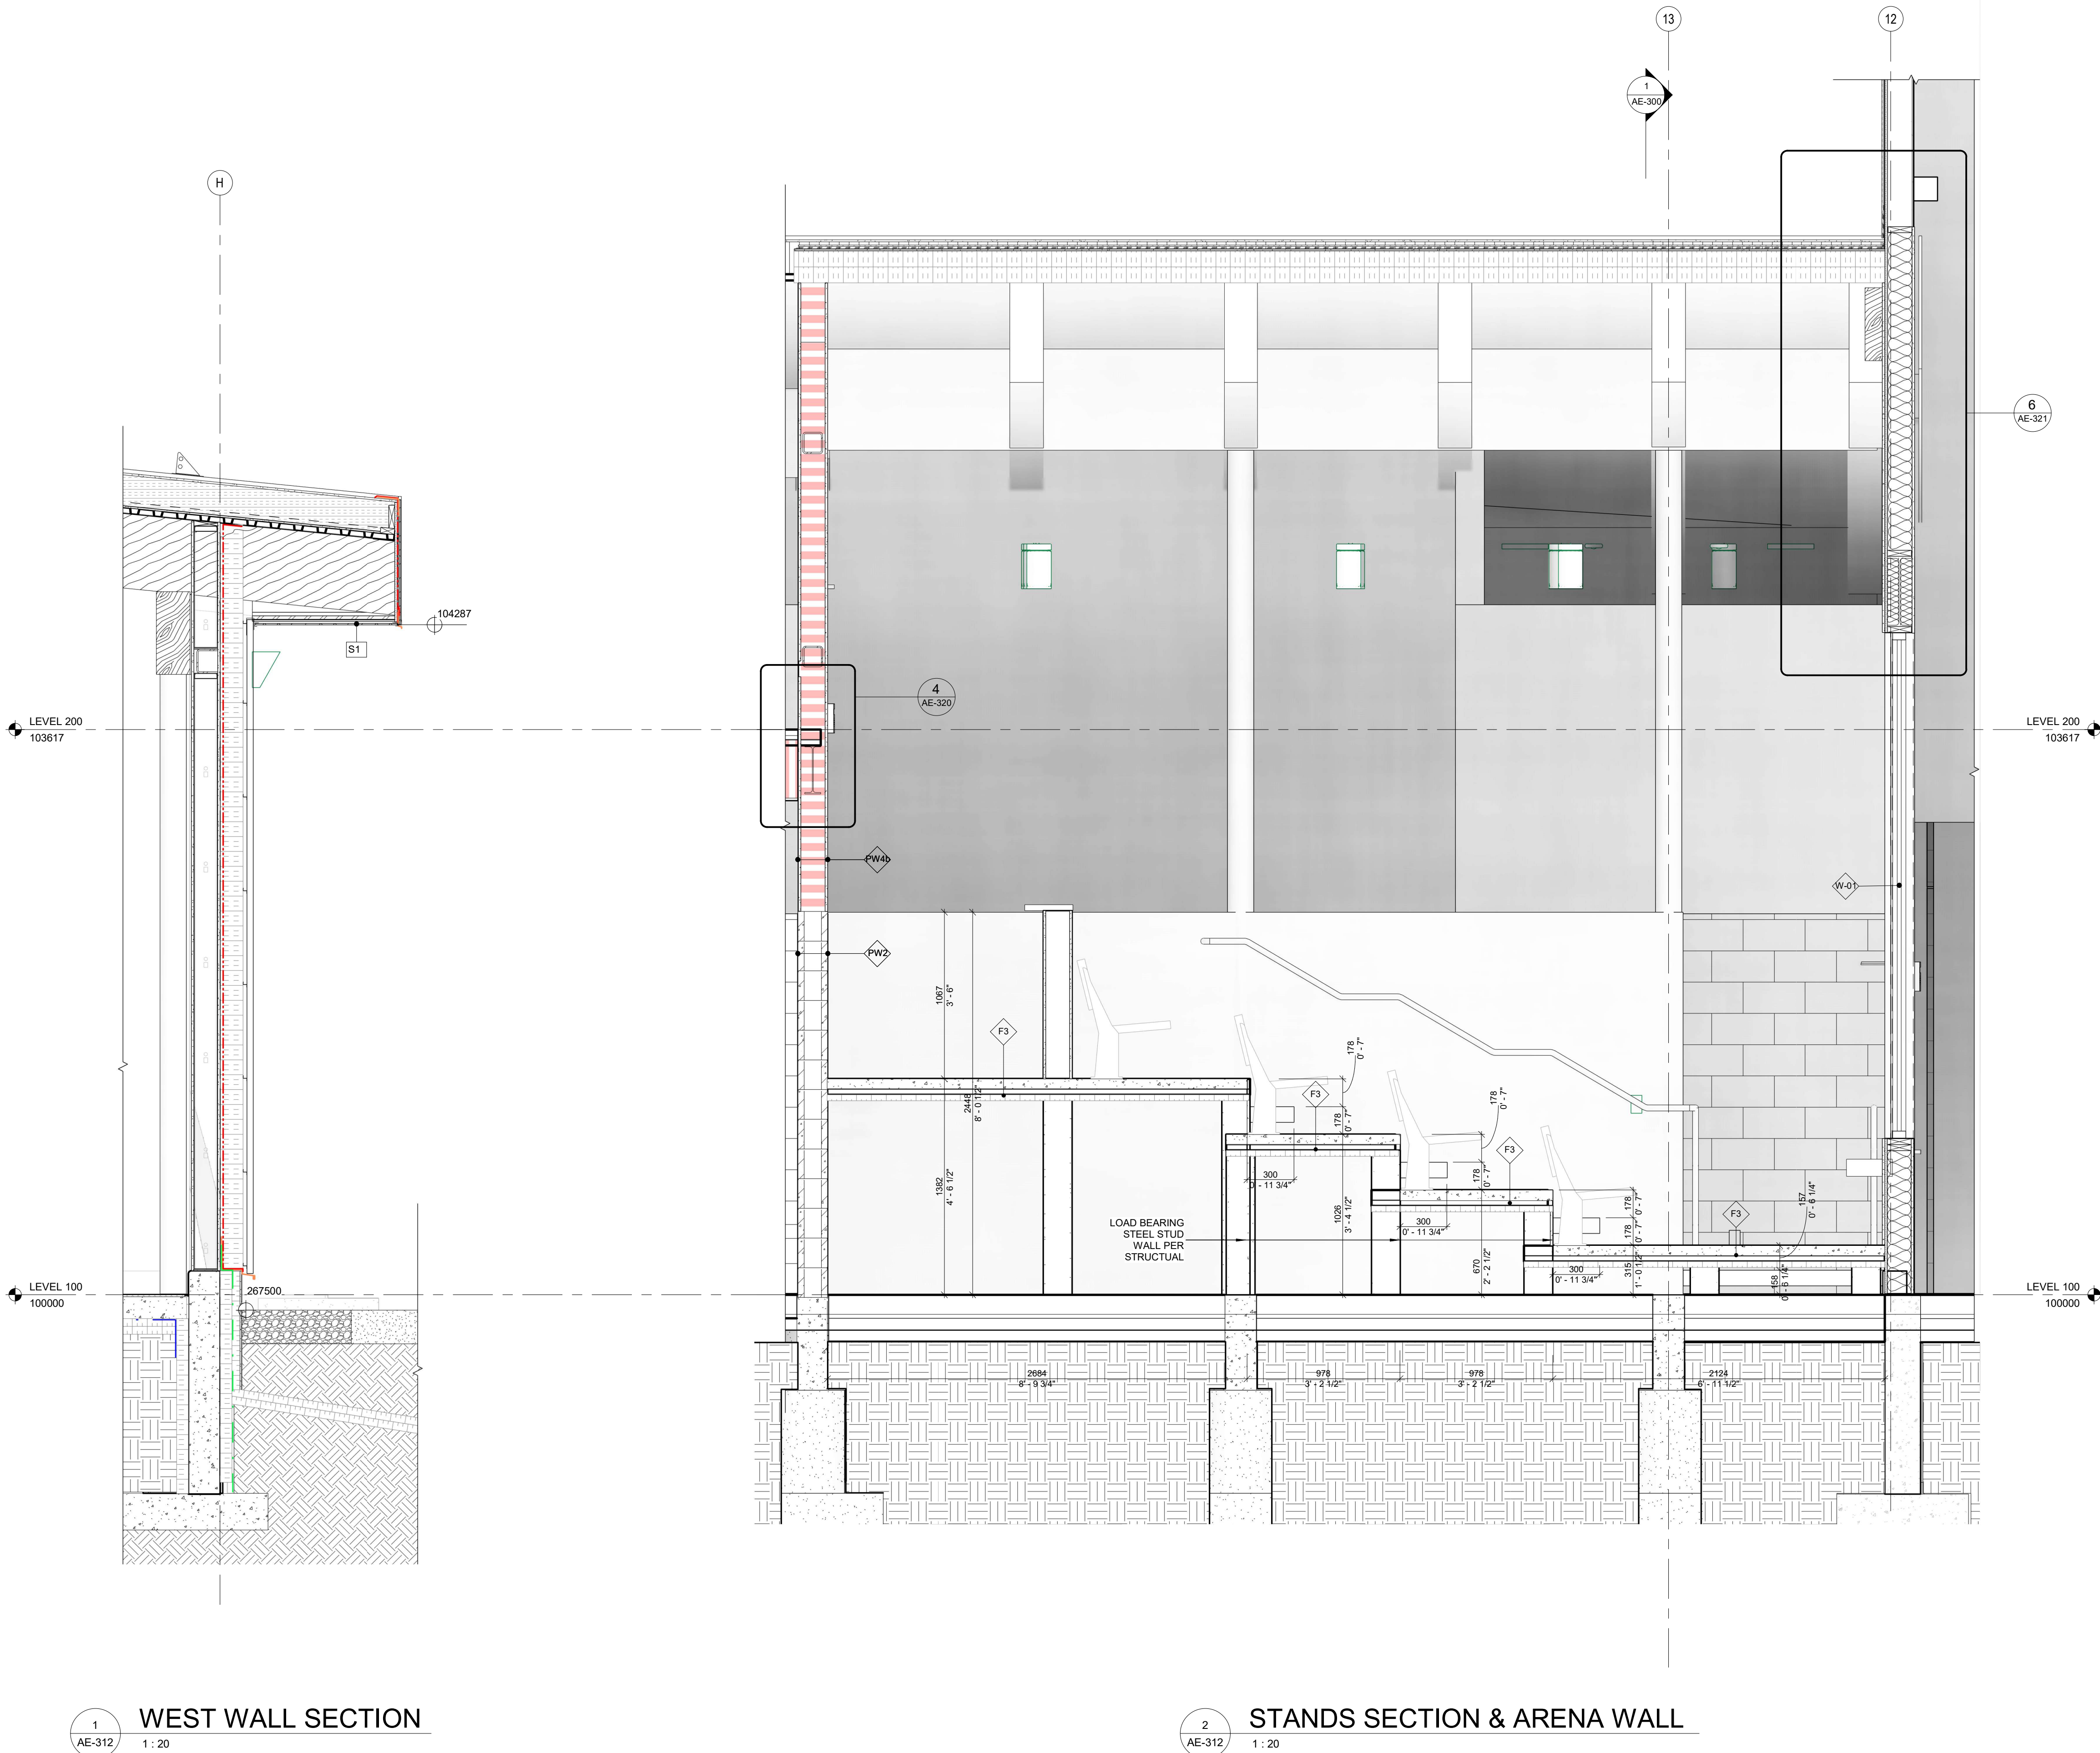 13
12
1
AE-300
H
6
AE-321
104287
S1
4
AE-320
LEVEL 200
103617
LEVEL 200
103617
PW4b
W-01
PW2
1067
3' - 6"
F3
2448
8' - 0 1/2"
1382
4' - 6 1/2"
178
0' - 7"
178
0' - 7"
F3
300
0' - 11 3/4"
1026
3' - 4 1/2"
178
0' - 7"
178
0' - 7"
F3
300
0' - 11 3/4"
670
2' - 2 1/2"
178
0' - 7"
178
0' - 7"
315
1' - 0 1/2"
300
0' - 11 3/4"
F3
157
0' - 6 1/4"
158
0' - 6 1/4"
LOAD BEARING
STEEL STUD
WALL PER
STRUCTUAL
LEVEL 100
100000
267500
LEVEL 100
100000
2684
8' - 9 3/4"
978
3' - 2 1/2"
978
3' - 2 1/2"
2124
6' - 11 1/2"
1
AE-312
WEST WALL SECTION
1 : 20
2
AE-312
STANDS SECTION & ARENA WALL
1 : 20